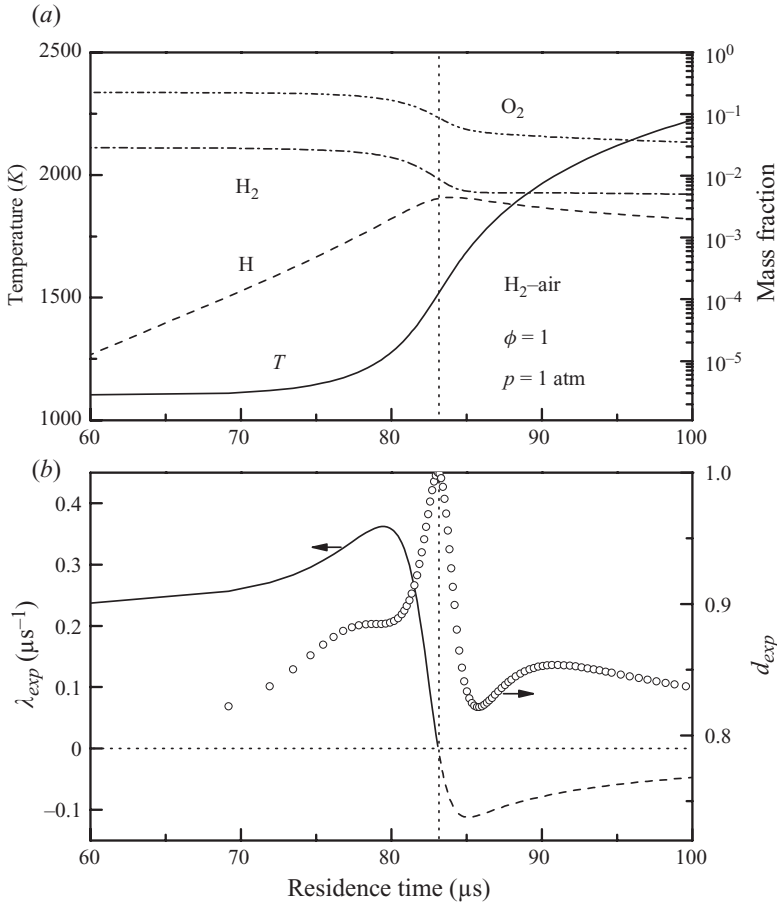 (a)
2500
2000
1500
1000
Temperature (K)
10⁰
10⁻¹
10⁻²
10⁻³
10⁻⁴
10⁻⁵
Mass fraction
O₂
H₂
H
T
H₂–air
ϕ = 1
p = 1 atm
60 70 80 90 100
(b)
0.4
0.3
0.2
0.1
0
–0.1
λexp (µs⁻¹)
1.0
0.9
0.8
dexp
60 70 80 90 100
Residence time (µs)